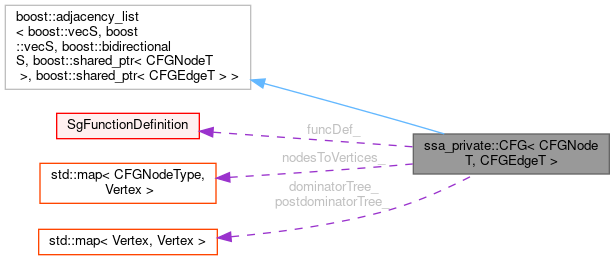 boost::adjacency_list
< boost::vecS, boost
::vecS, boost::bidirectional
S, boost::shared_ptr< CFGNodeT
>, boost::shared_ptr< CFGEdgeT > >
SgFunctionDefinition
funcDef_
ssa_private::CFG< CFGNode
T, CFGEdgeT >
nodesToVertices_
std::map< CFGNodeType,
Vertex >
dominatorTree_
postdominatorTree_
std::map< Vertex, Vertex >